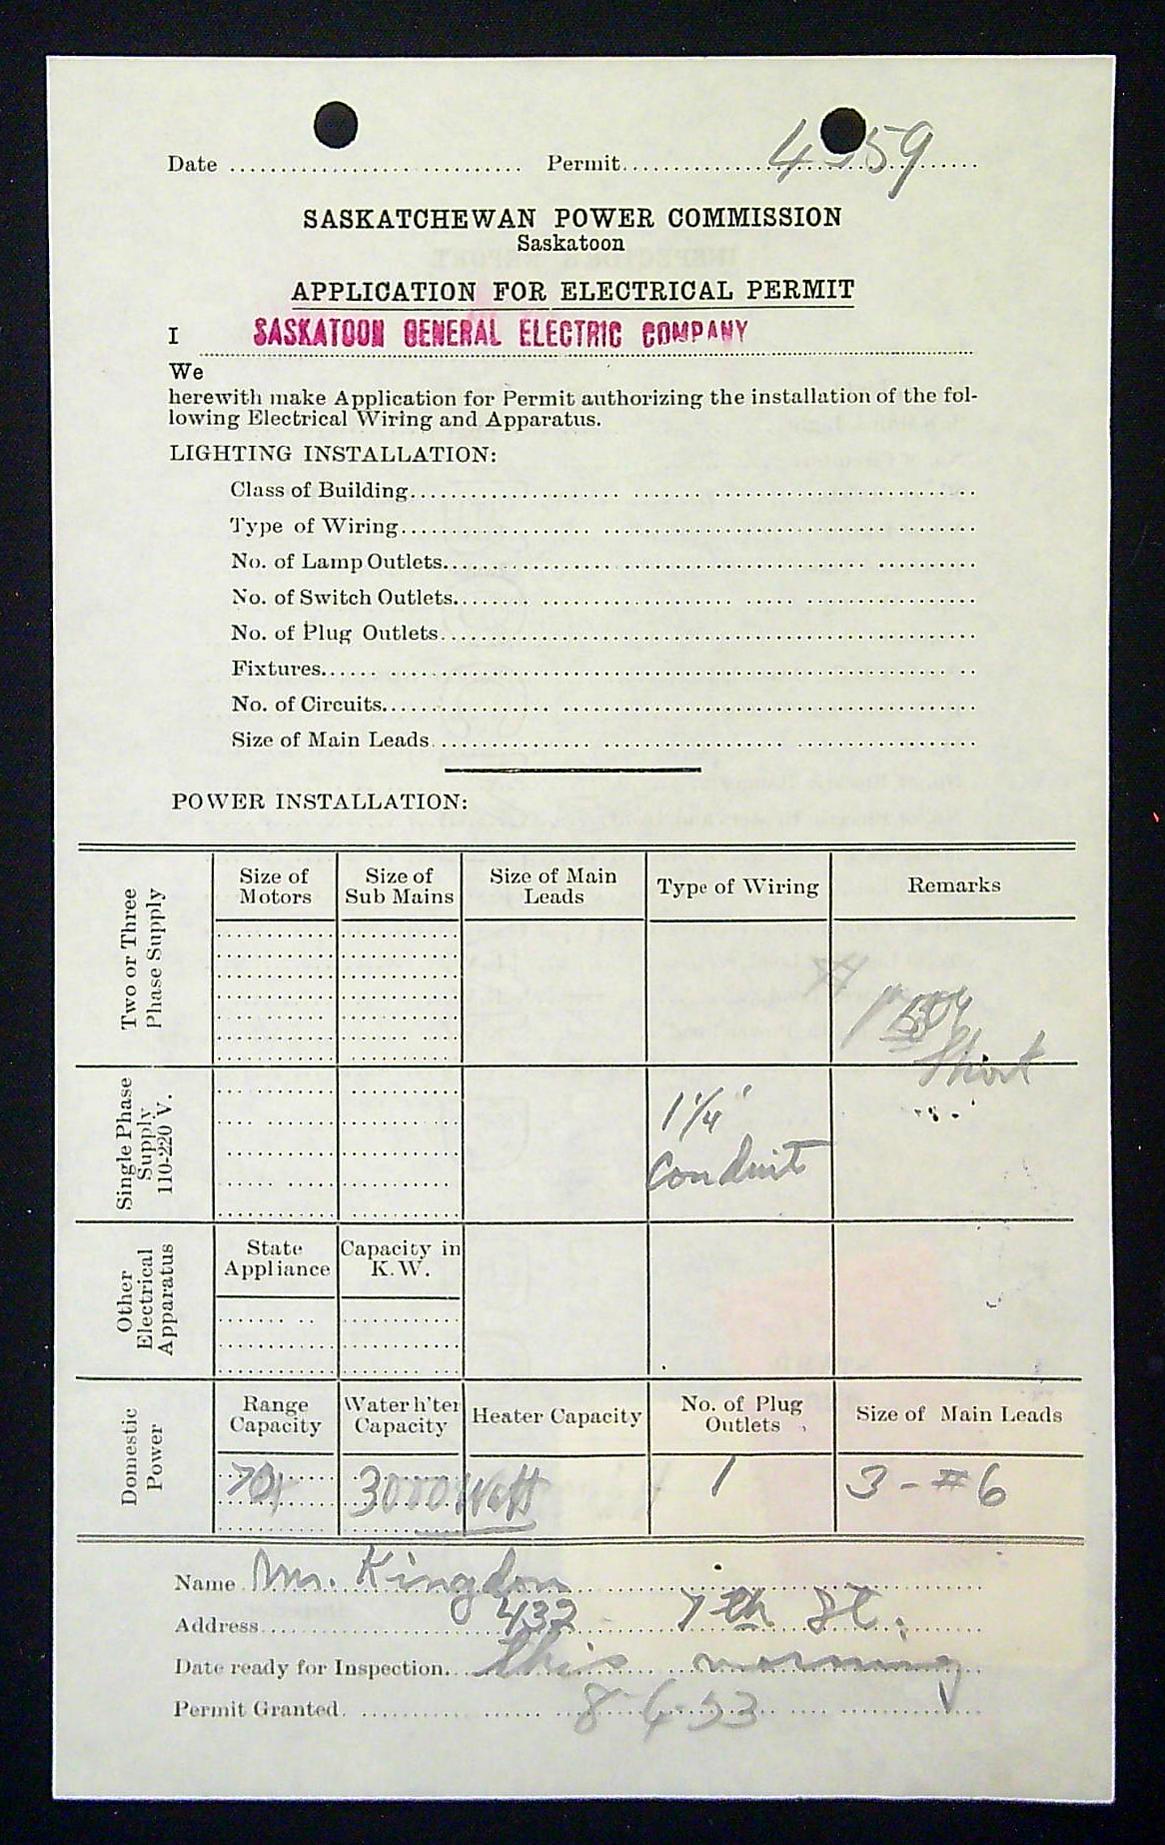 Date Permit
SASKATCHEWAN POWER COMMISSION
Saskatoon
APPLICATION FOR ELECTRICAL PERMIT
I SASKATOON GENERAL ELECTRIC COMPANY
We
herewith make Application for Permit authorizing the installation of the fol-
lowing Electrical Wiring and Apparatus.
LIGHTING INSTALLATION:
Class of Building
Type of Wiring
No. of Lamp Outlets
No. of Switch Outlets
No. of Plug Outlets
Fixtures
No. of Circuits
Size of Main Leads
POWER INSTALLATION:
Two or Three
Phase Supply
Size of
Motors
Size of
Sub Mains
Size of Main
Leads
Type of Wiring
Remarks
Short
Single Phase
Supply
110-220 V.
1 1/4"
Conduit
Other
Electrical
Apparatus
State
Appliance
Capacity in
K.W.
Domestic
Power
Range
Capacity
Water h'ter
Capacity
Heater Capacity
No. of Plug
Outlets
Size of Main Leads
3000 Watt
1
3 - #6
Name Mr. Kingdon
Address 432 7th St.
Date ready for Inspection this morning
Permit Granted 8-6-53